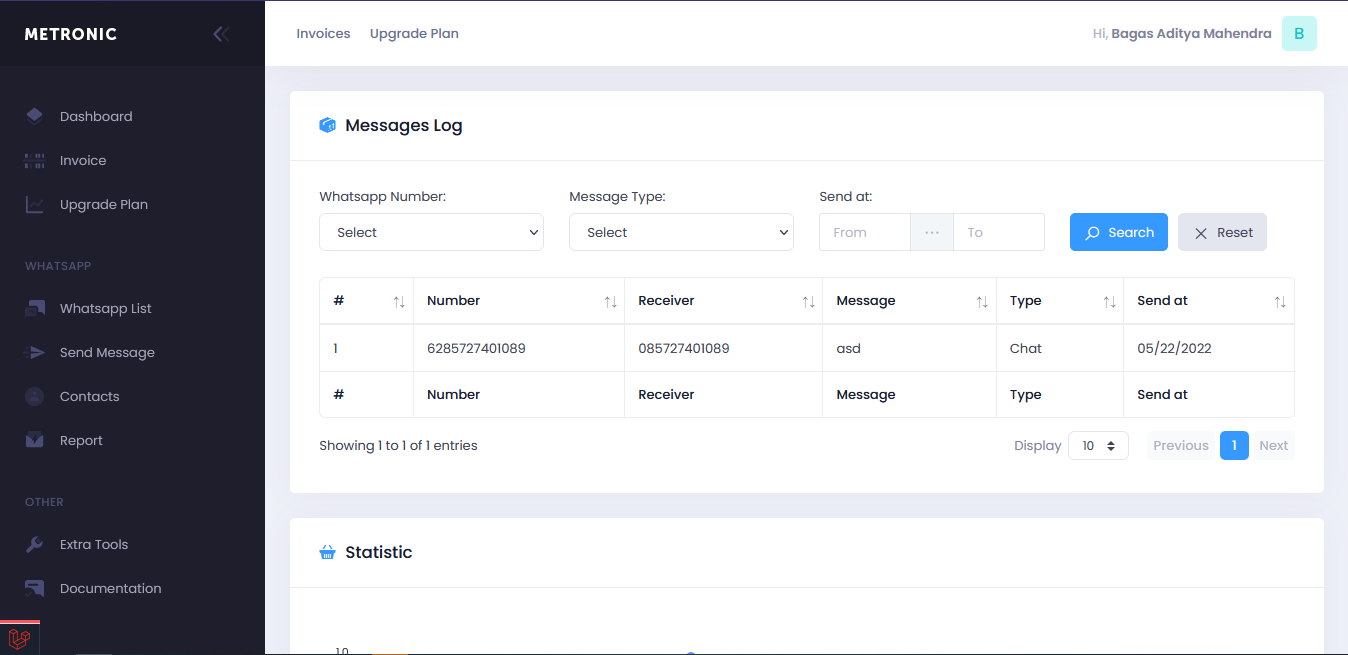 METRONIC
Invoices Upgrade Plan
Hi, Bagas Aditya Mahendra B
Dashboard
Invoice
Upgrade Plan
WHATSAPP
Whatsapp List
Send Message
Contacts
Report
OTHER
Extra Tools
Documentation
Messages Log
Whatsapp Number: Message Type: Send at:
Select Select From ... To Search Reset
# Number Receiver Message Type Send at
1 6285727401089 085727401089 asd Chat 05/22/2022
# Number Receiver Message Type Send at
Showing 1 to 1 of 1 entries Display 10 Previous 1 Next
Statistic
1.0